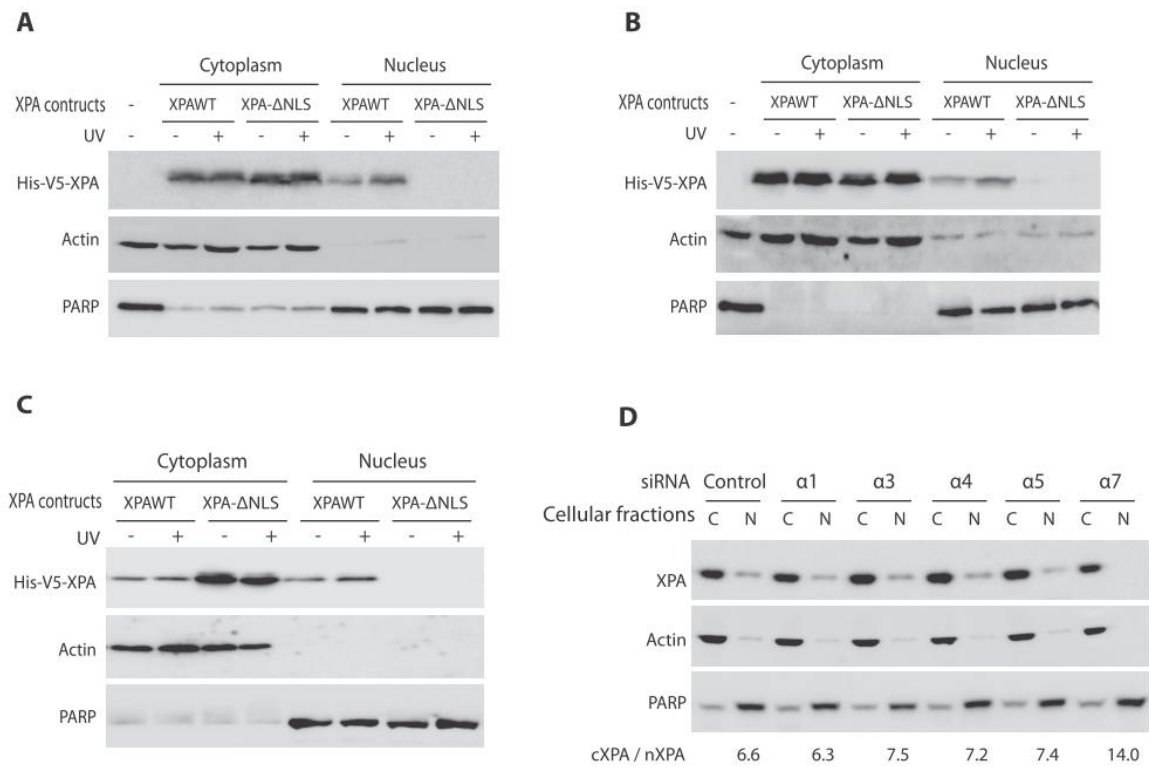 A
Cytoplasm Nucleus
XPA contructs - XPAWT XPA-ΔNLS XPAWT XPA-ΔNLS
UV - - + - + - + - +
His-V5-XPA
Actin
PARP
B
Cytoplasm Nucleus
XPA contructs - XPAWT XPA-ΔNLS XPAWT XPA-ΔNLS
UV - - + - + - + - +
His-V5-XPA
Actin
PARP
C
Cytoplasm Nucleus
XPA contructs XPAWT XPA-ΔNLS XPAWT XPA-ΔNLS
UV - + - + - + - +
His-V5-XPA
Actin
PARP
D
siRNA Control α1 α3 α4 α5 α7
Cellular fractions C N C N C N C N C N C N
XPA
Actin
PARP
cXPA / nXPA 6.6 6.3 7.5 7.2 7.4 14.0